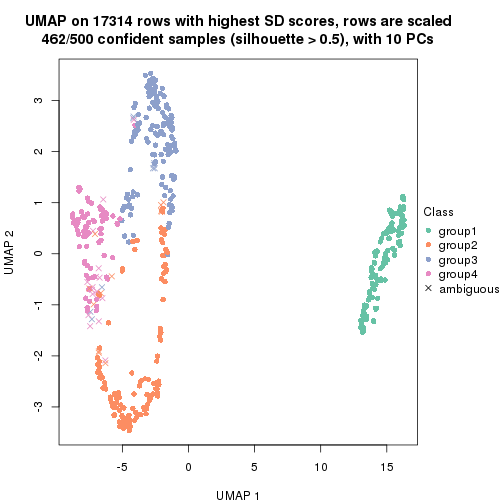 UMAP on 17314 rows with highest SD scores, rows are scaled
462/500 confident samples (silhouette > 0.5), with 10 PCs
3
2
1
0
-1
-2
-3
UMAP 2
-5
0
5
10
15
UMAP 1
Class
group1
group2
group3
group4
ambiguous